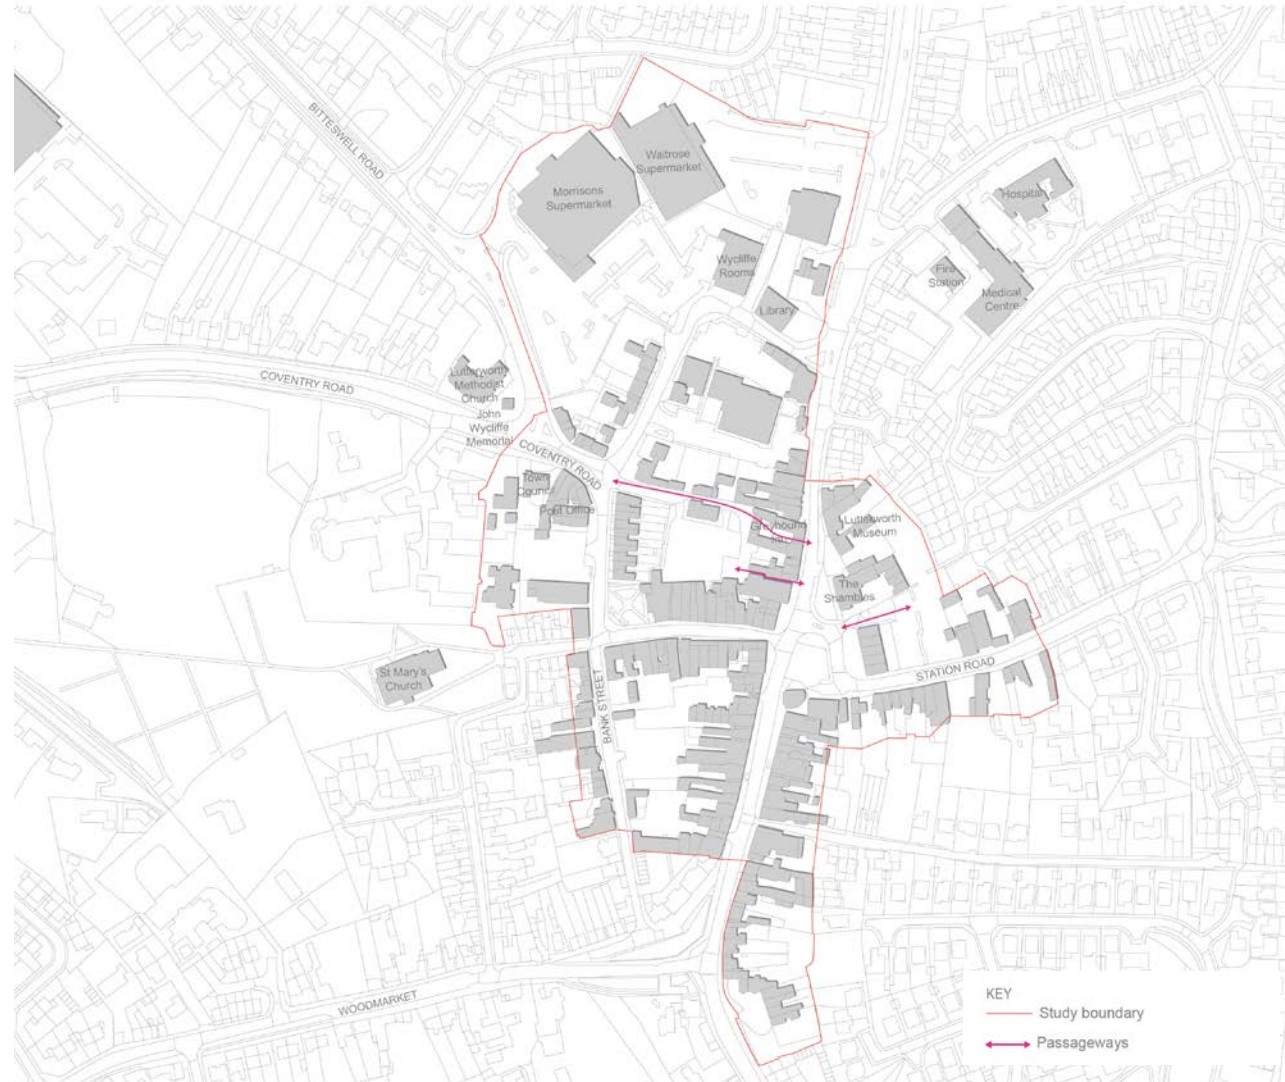 BITTESWELL ROAD
Waitrose
Supermarket
Morrisons
Supermarket
Hospital
Wycliffe
Rooms
Fire
Station
Medical
Centre
Library
COVENTRY ROAD
Lutterworth
Methodist
Church
John
Wycliffe
Memorial
COVENTRY ROAD
Town
Council
Post Office
Greyhound
Inn
Lutterworth
Museum
The
Shambles
St Mary's
Church
STATION ROAD
BANK STREET
WOODMARKET
KEY
Study boundary
Passageways